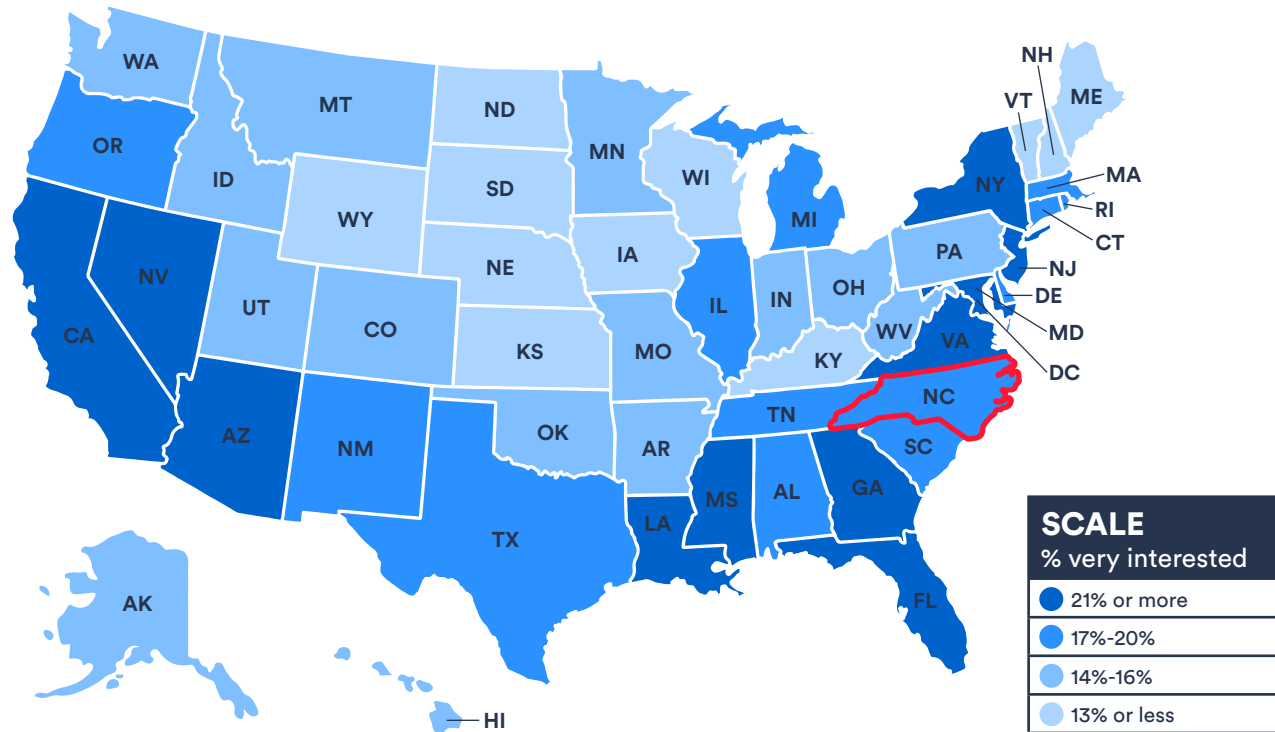 NH
WA
ME
VT
MT
ND
OR
MN
MA
ID
NY
WI
SD
RI
MI
WY
CT
PA
IA
NE
NJ
NV
OH
DE
IN
UT
IL
CO
WV
MD
CA
VA
KS
MO
KY
DC
NC
TN
AZ
OK
NM
AR
SC
GA
AL
MS
LA
TX
SCALE
% very interested
AK
FL
21% or more
17%-20%
14%-16%
13% or less
HI